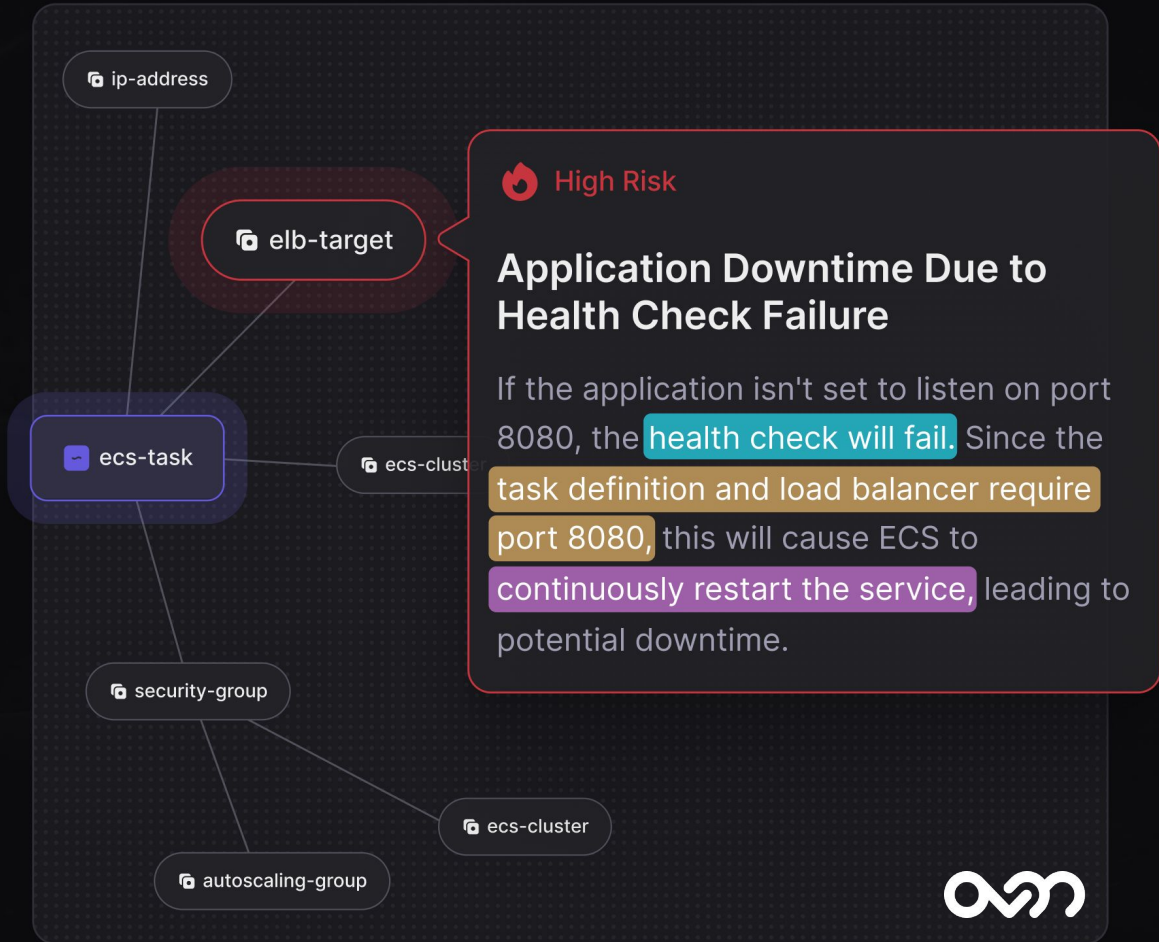 ip-address
elb-target
High Risk
Application Downtime Due to
Health Check Failure
If the application isn't set to listen on port
8080, the health check will fail. Since the
task definition and load balancer require
port 8080, this will cause ECS to
continuously restart the service, leading to
potential downtime.
ecs-task
ecs-cluster
security-group
ecs-cluster
autoscaling-group
ovm